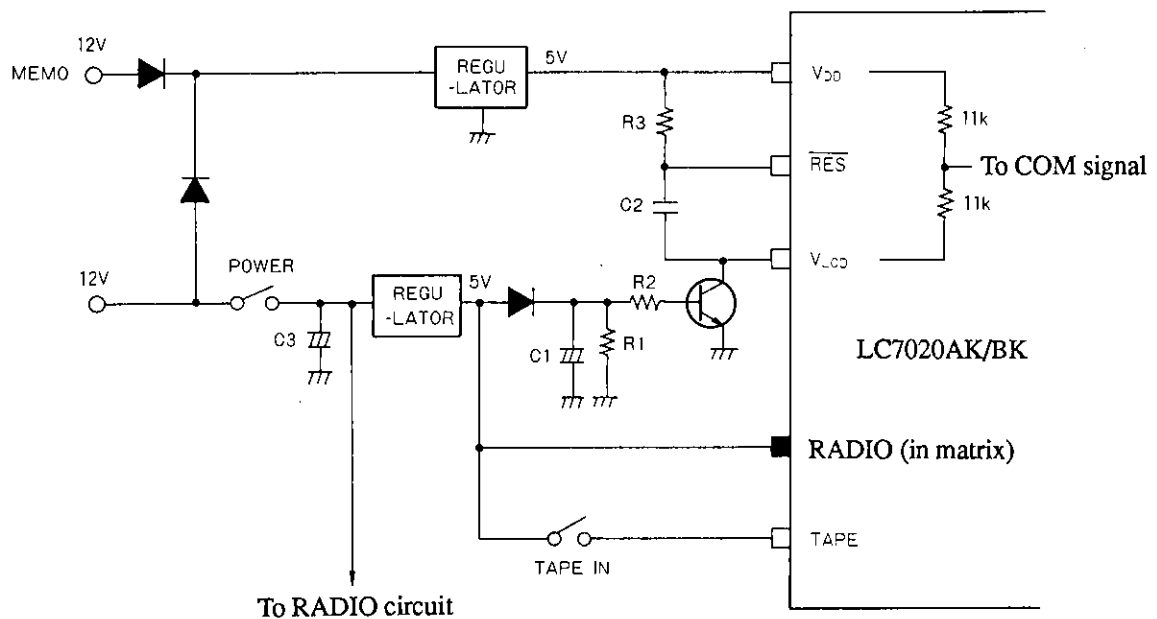 12V
MEMO
REGU
-LATOR
5V
VDD
R3
11k
RES
To COM signal
C2
11k
12V
POWER
VLCD
REGU
-LATOR
5V
R2
C3
C1
R1
LC7020AK/BK
RADIO (in matrix)
TAPE IN
TAPE
To RADIO circuit